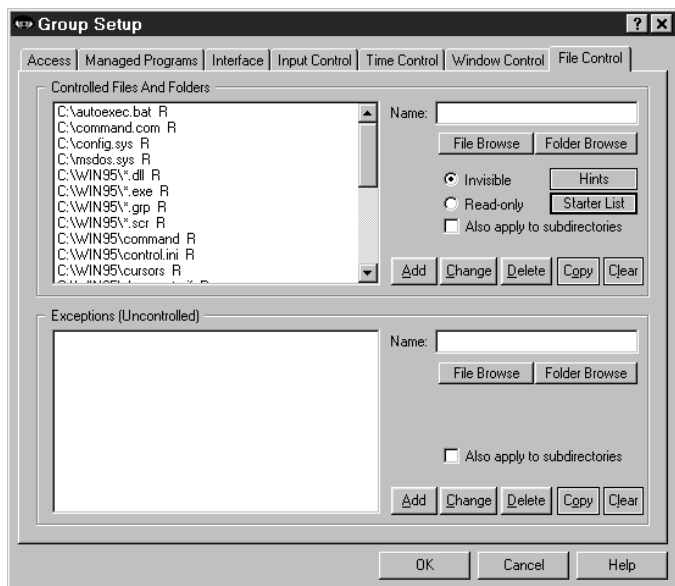 Group Setup
Access Managed Programs Interface Input Control Time Control Window Control File Control
Controlled Files And Folders
C:\autoexec.bat R
C:\command.com R
C:\config.sys R
C:\msdos.sys R
C:\WIN95\*.dll R
C:\WIN95\*.exe R
C:\WIN95\*.grp R
C:\WIN95\*.scr R
C:\WIN95\command R
C:\WIN95\control.ini R
C:\WIN95\cursors R
Name:
File Browse Folder Browse
Invisible Hints
Read-only Starter List
Also apply to subdirectories
Add Change Delete Copy Clear
Exceptions (Uncontrolled)
Name:
File Browse Folder Browse
Also apply to subdirectories
Add Change Delete Copy Clear
OK Cancel Help